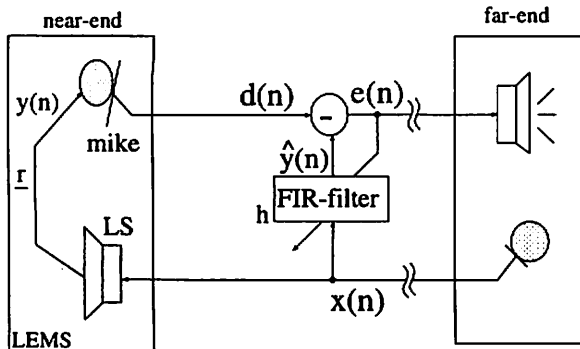 near-end
far-end
y(n)
d(n)
e(n)
-
mike
ŷ(n)
r
FIR-filter
h
LS
x(n)
LEMS